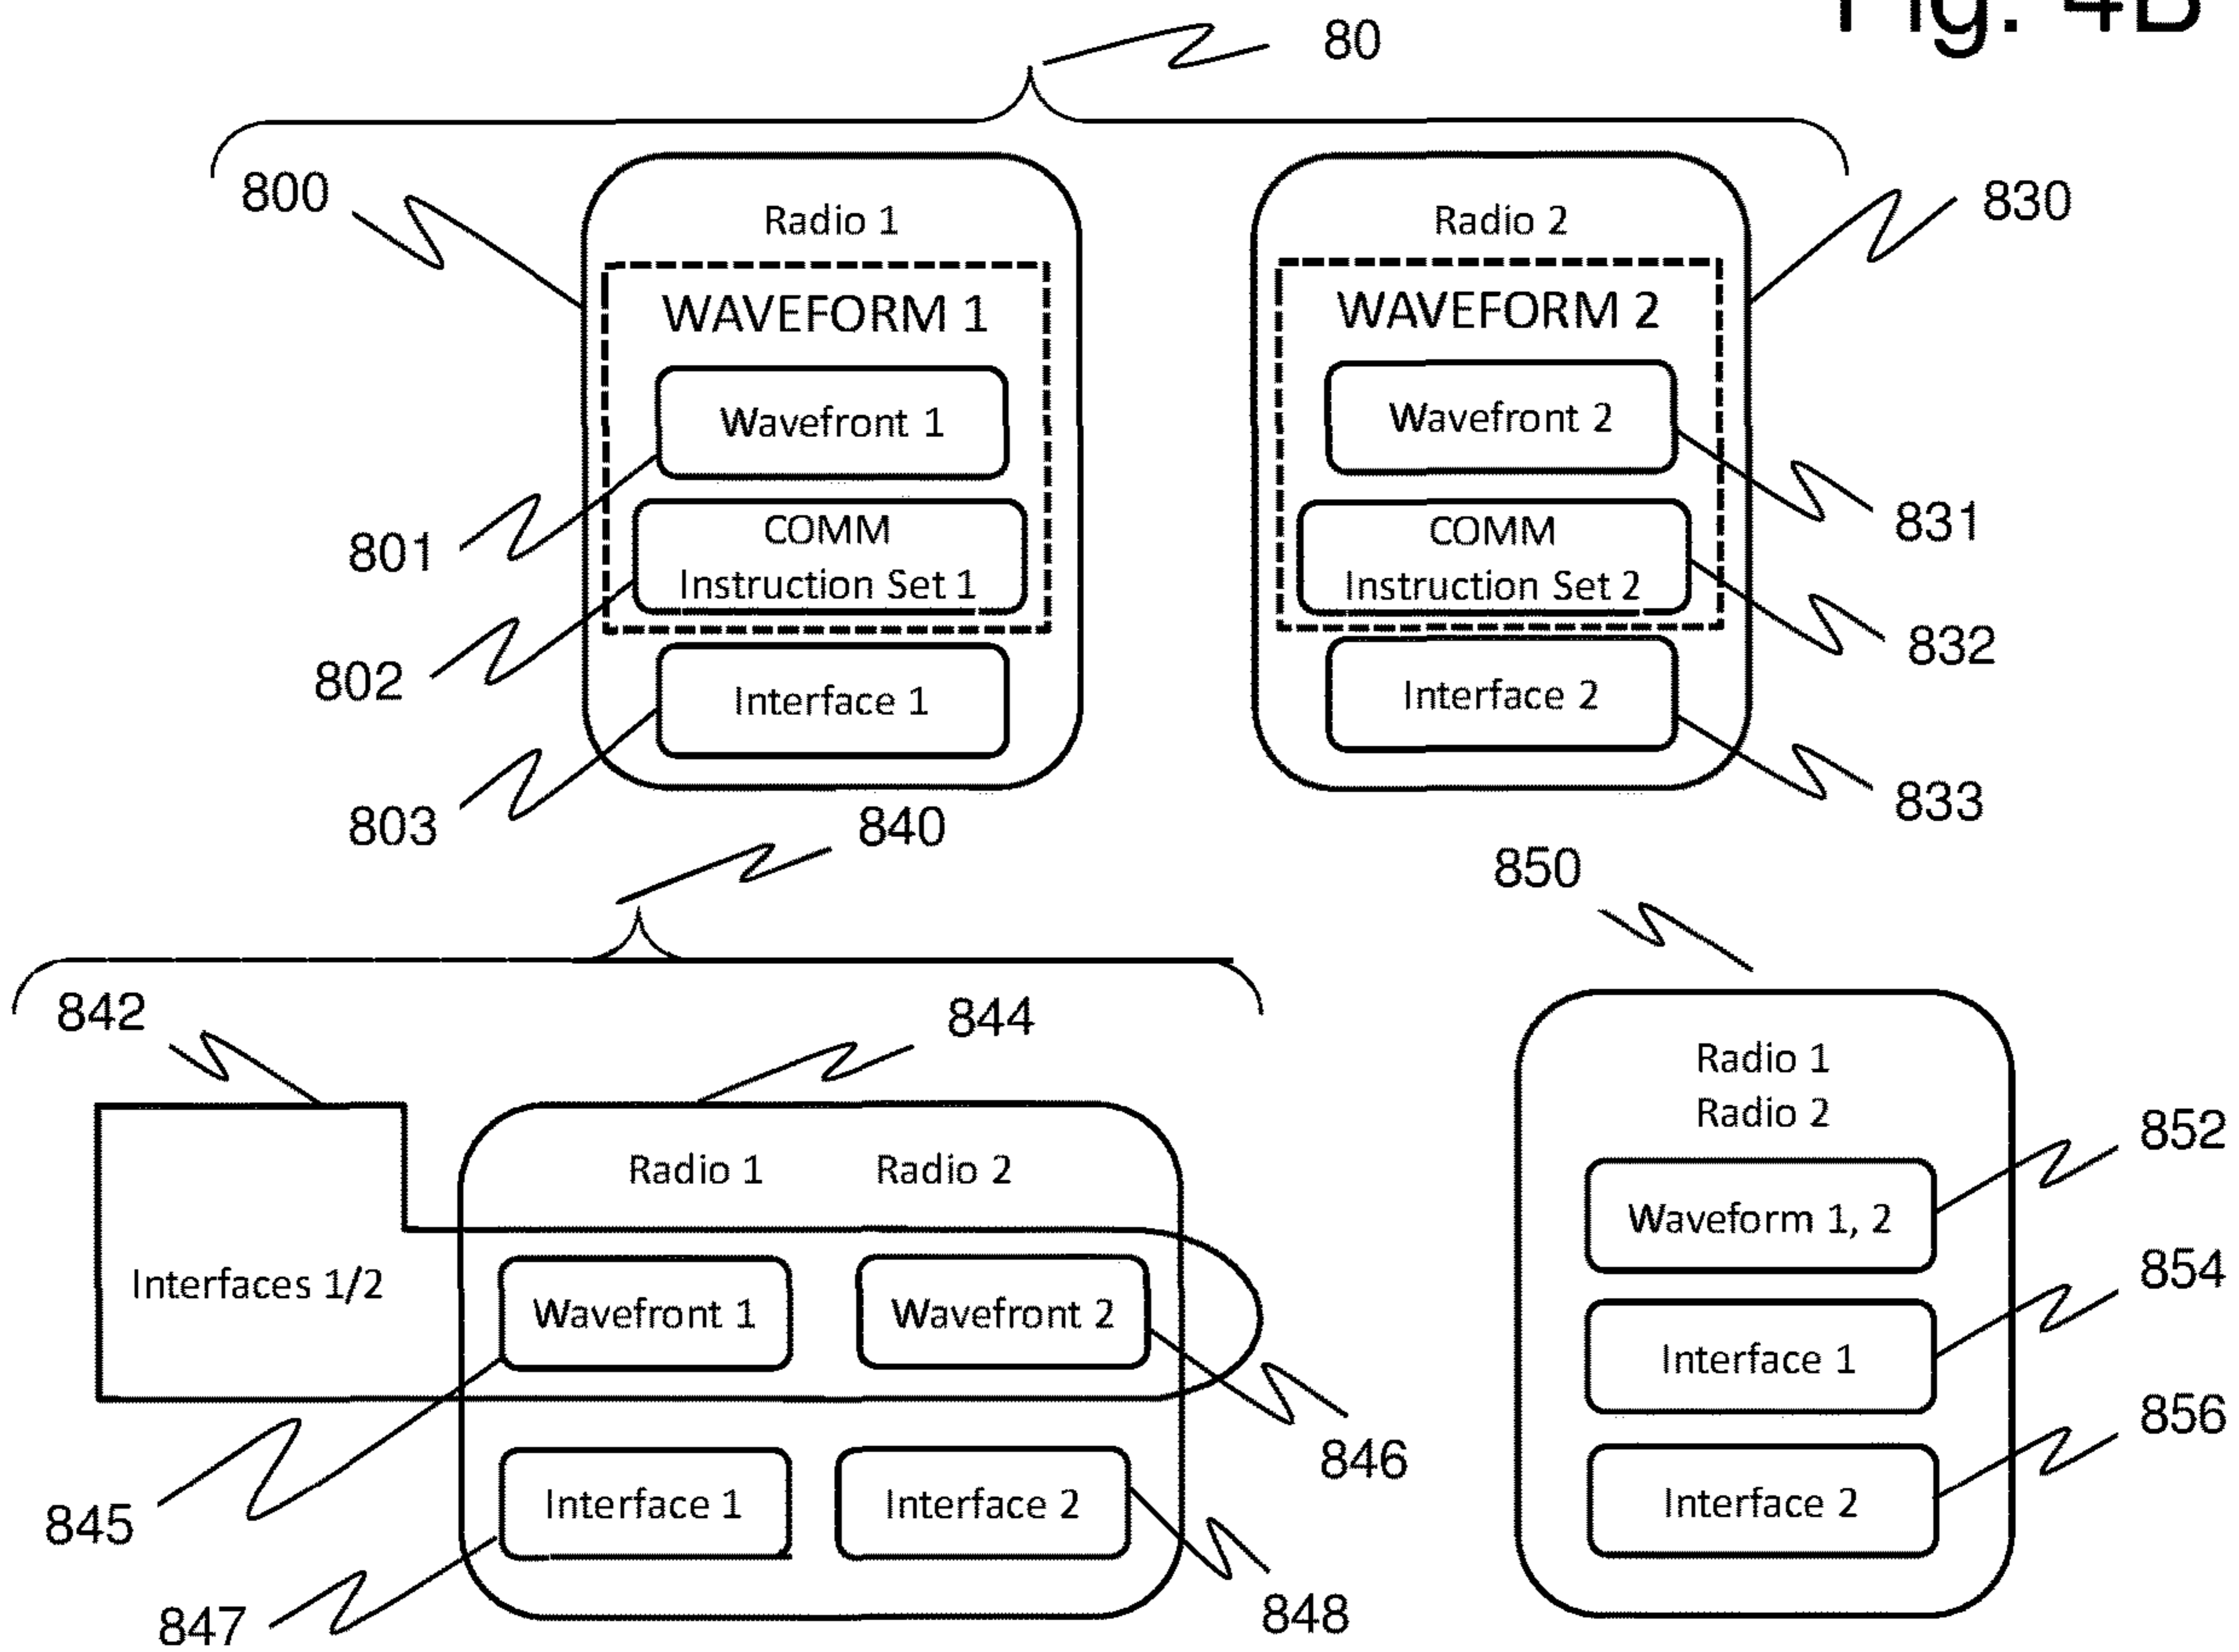 Fig. 4B
80
800
830
Radio 1
WAVEFORM 1
Wavefront 1
COMM
Instruction Set 1
Interface 1
801
802
803
Radio 2
WAVEFORM 2
Wavefront 2
COMM
Instruction Set 2
Interface 2
831
832
833
840
842
844
Interfaces 1/2
Radio 1 Radio 2
Wavefront 1 Wavefront 2
Interface 1 Interface 2
845
846
847
848
850
Radio 1
Radio 2
Waveform 1, 2
Interface 1
Interface 2
852
854
856